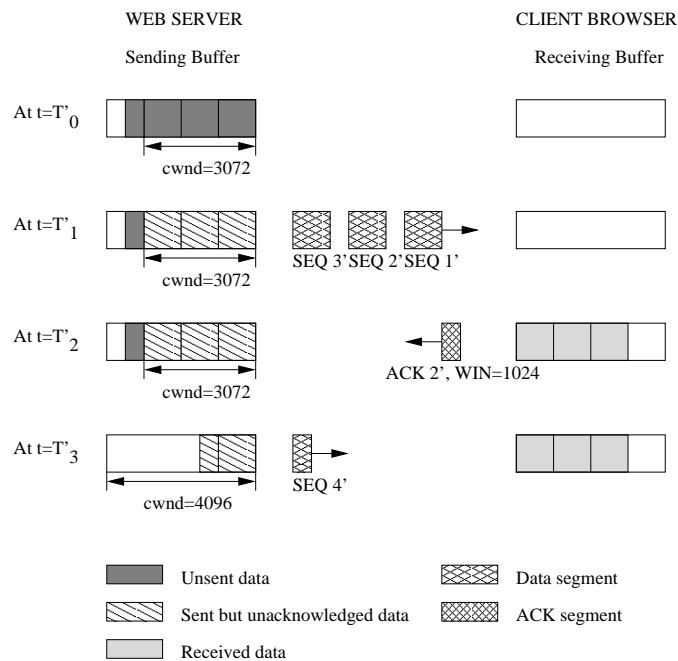 WEB SERVER
CLIENT BROWSER
Sending Buffer
Receiving Buffer
At t=T'0
cwnd=3072
At t=T'1
SEQ 3' SEQ 2' SEQ 1'
cwnd=3072
At t=T'2
ACK 2', WIN=1024
cwnd=3072
At t=T'3
SEQ 4'
cwnd=4096
Unsent data
Data segment
Sent but unacknowledged data
ACK segment
Received data